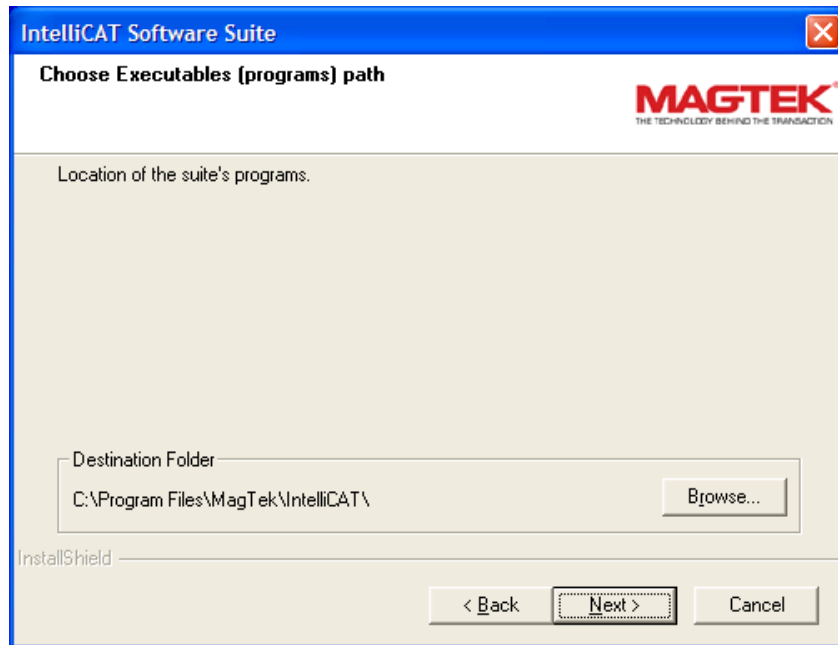 IntelliCAT Software Suite
Choose Executables (programs) path
MAGTEK®
THE TECHNOLOGY BEHIND THE TRANSACTION
Location of the suite's programs.
Destination Folder
C:\Program Files\MagTek\IntelliCAT\
Browse...
InstallShield
< Back
Next >
Cancel